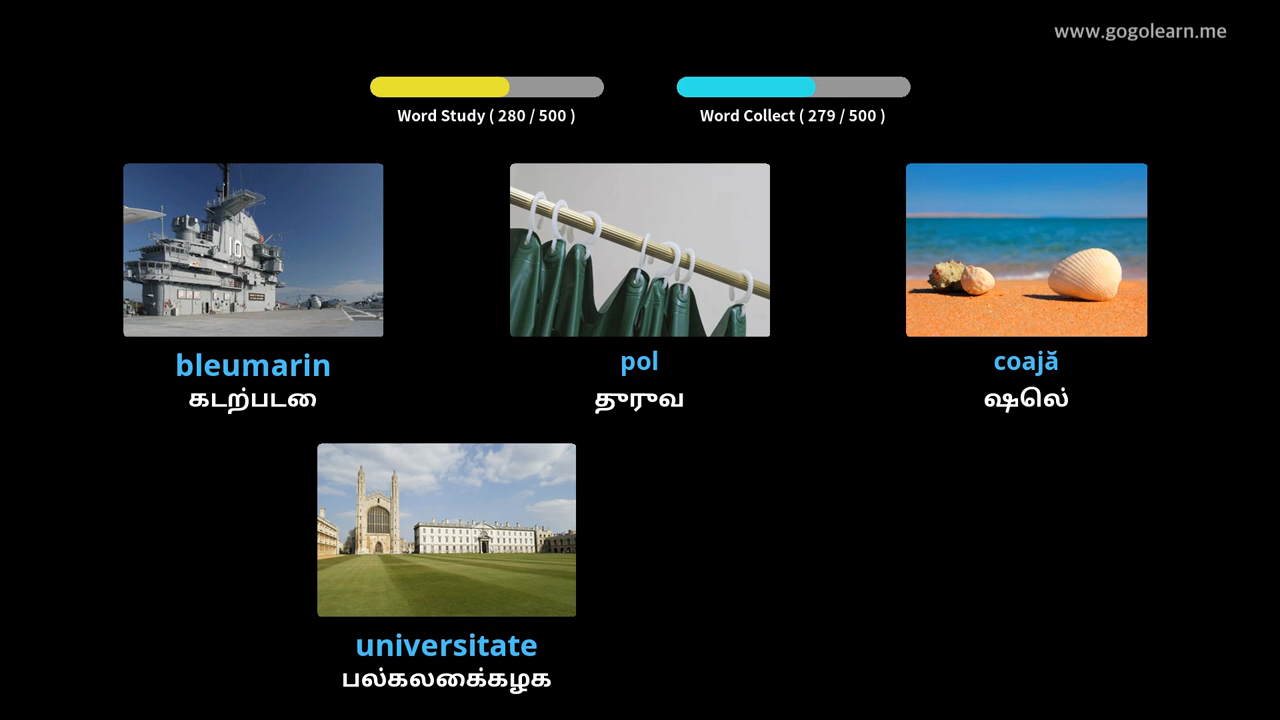 www.gogolearn.me
Word Study ( 280 / 500 )
Word Collect ( 279 / 500 )
bleumarin
pol
coajă
கடற்படை
துருவ
ஷெல்
universitate
பல்கலைக்கழக